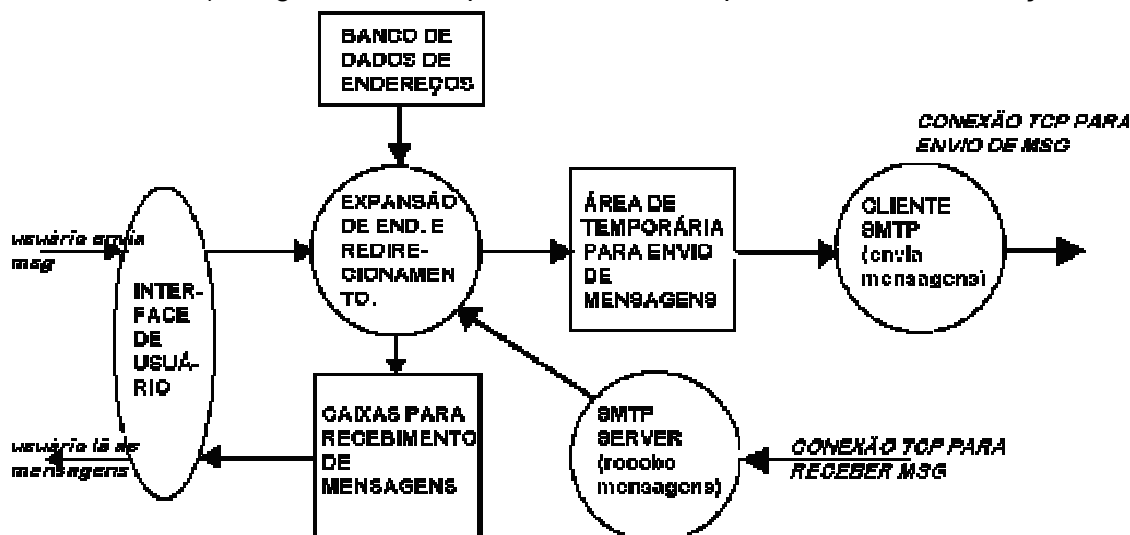 BANCO DE
DADOS DE
ENDEREÇOS
CONEXÃO TCP PARA
ENVIO DE MSG
EXPANSÃO
DE END. E
REDIRE-
CIONAMEN
TO.
ÁREA DE
TEMPORÁRIA
PARA ENVIO
DE
MENSAGENS
CLIENTE
SMTP
(envia
mensagens)
usuário envia
msg
INTER-
FACE
DE
USUÁ-
RIO
CAIXAS PARA
RECEBIMENTO
DE
MENSAGENS
SMTP
SERVER
(recebe
mensagens)
CONEXÃO TCP PARA
RECEBER MSG
usuário lê as
mensagens